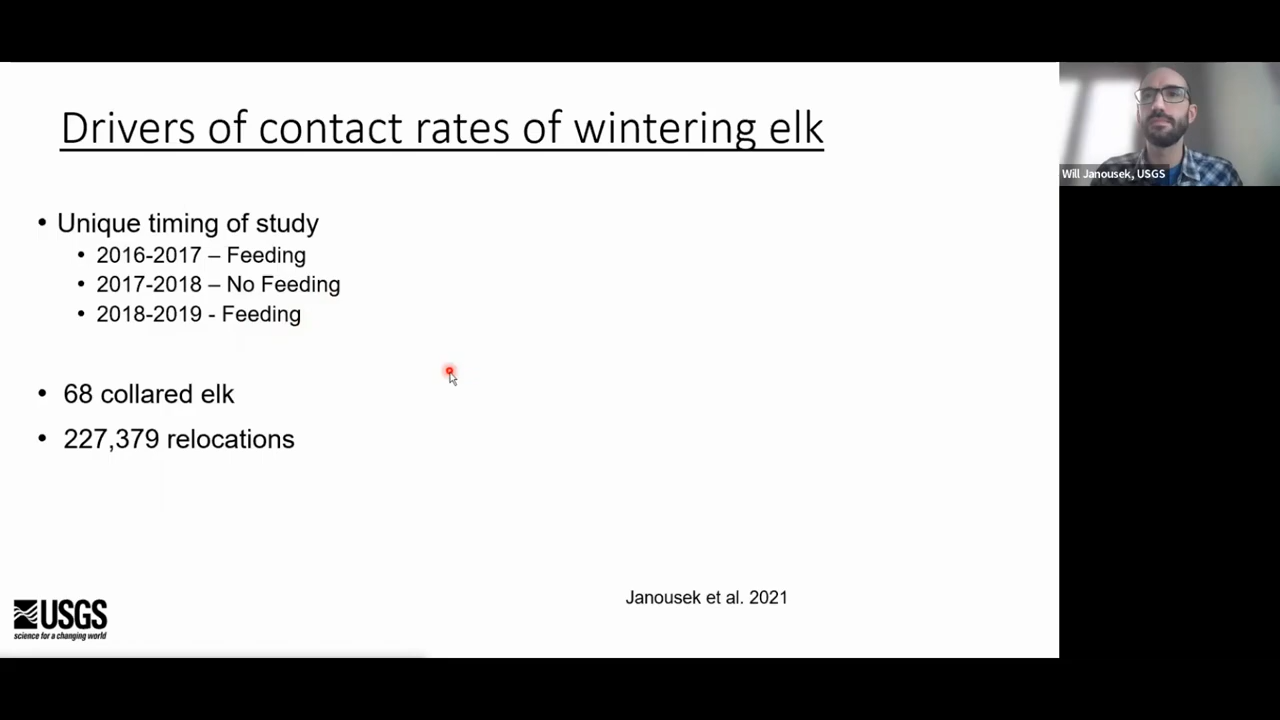 Drivers of contact rates of wintering elk
Will Janousek, USGS
• Unique timing of study
• 2016-2017 – Feeding
• 2017-2018 – No Feeding
• 2018-2019 - Feeding
• 68 collared elk
• 227,379 relocations
Janousek et al. 2021
USGS
science for a changing world